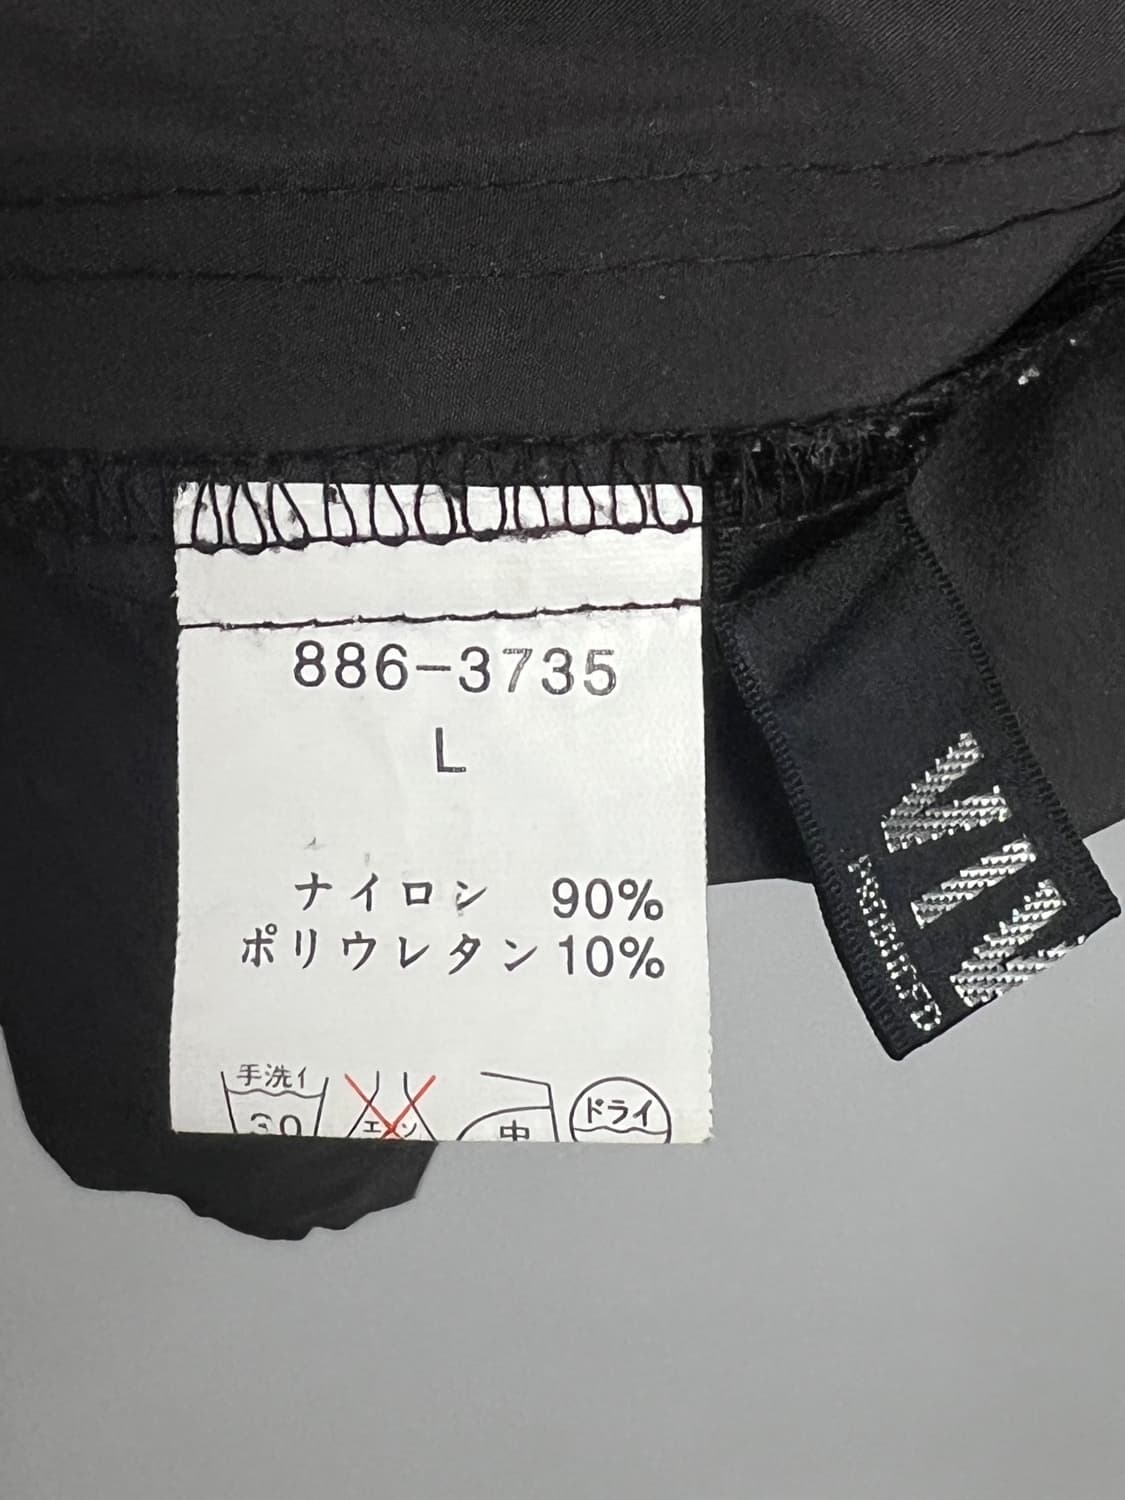 886-3735
L
ナイロン 90%
ポリウレタン 10%
手洗イ
30
エンソ
中
ドライ